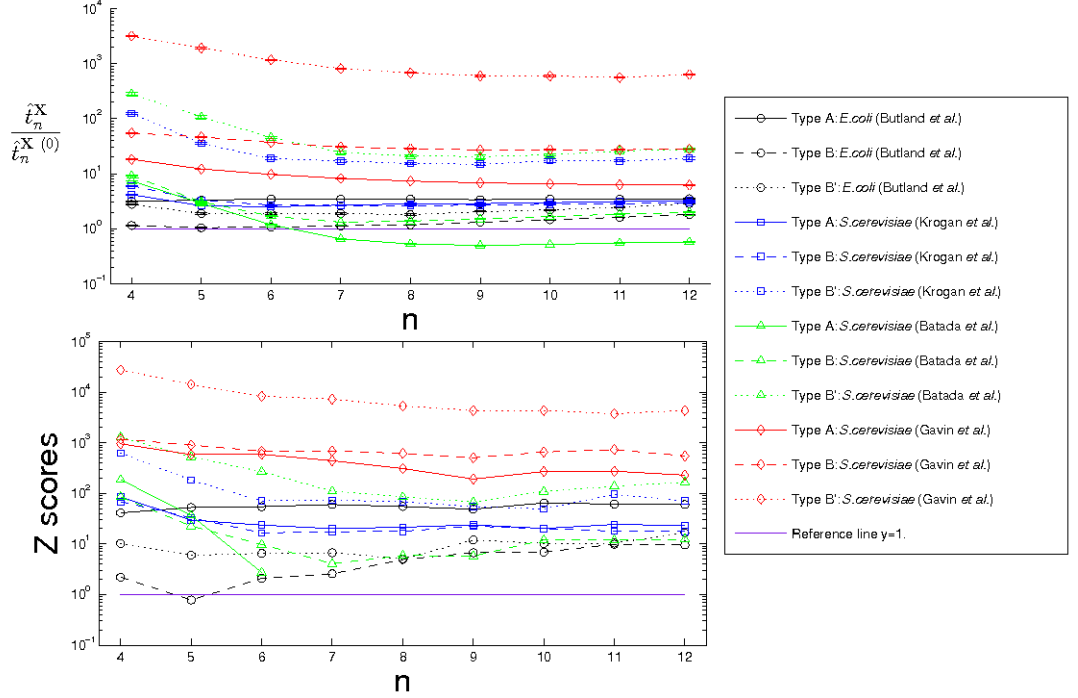 10^4
10^3
10^2
10^1
10^0
10^-1
4 5 6 7 8 9 10 11 12
n
t̂_n^X / t̂_n^X (0)
10^5
10^4
10^3
10^2
10^1
10^0
10^-1
4 5 6 7 8 9 10 11 12
n
Z scores
Type A: E.coli (Butland et al.)
Type B: E.coli (Butland et al.)
Type B': E.coli (Butland et al.)
Type A: S.cerevisiae (Krogan et al.)
Type B: S.cerevisiae (Krogan et al.)
Type B': S.cerevisiae (Krogan et al.)
Type A: S.cerevisiae (Batada et al.)
Type B: S.cerevisiae (Batada et al.)
Type B': S.cerevisiae (Batada et al.)
Type A: S.cerevisiae (Gavin et al.)
Type B: S.cerevisiae (Gavin et al.)
Type B': S.cerevisiae (Gavin et al.)
Reference line y=1.